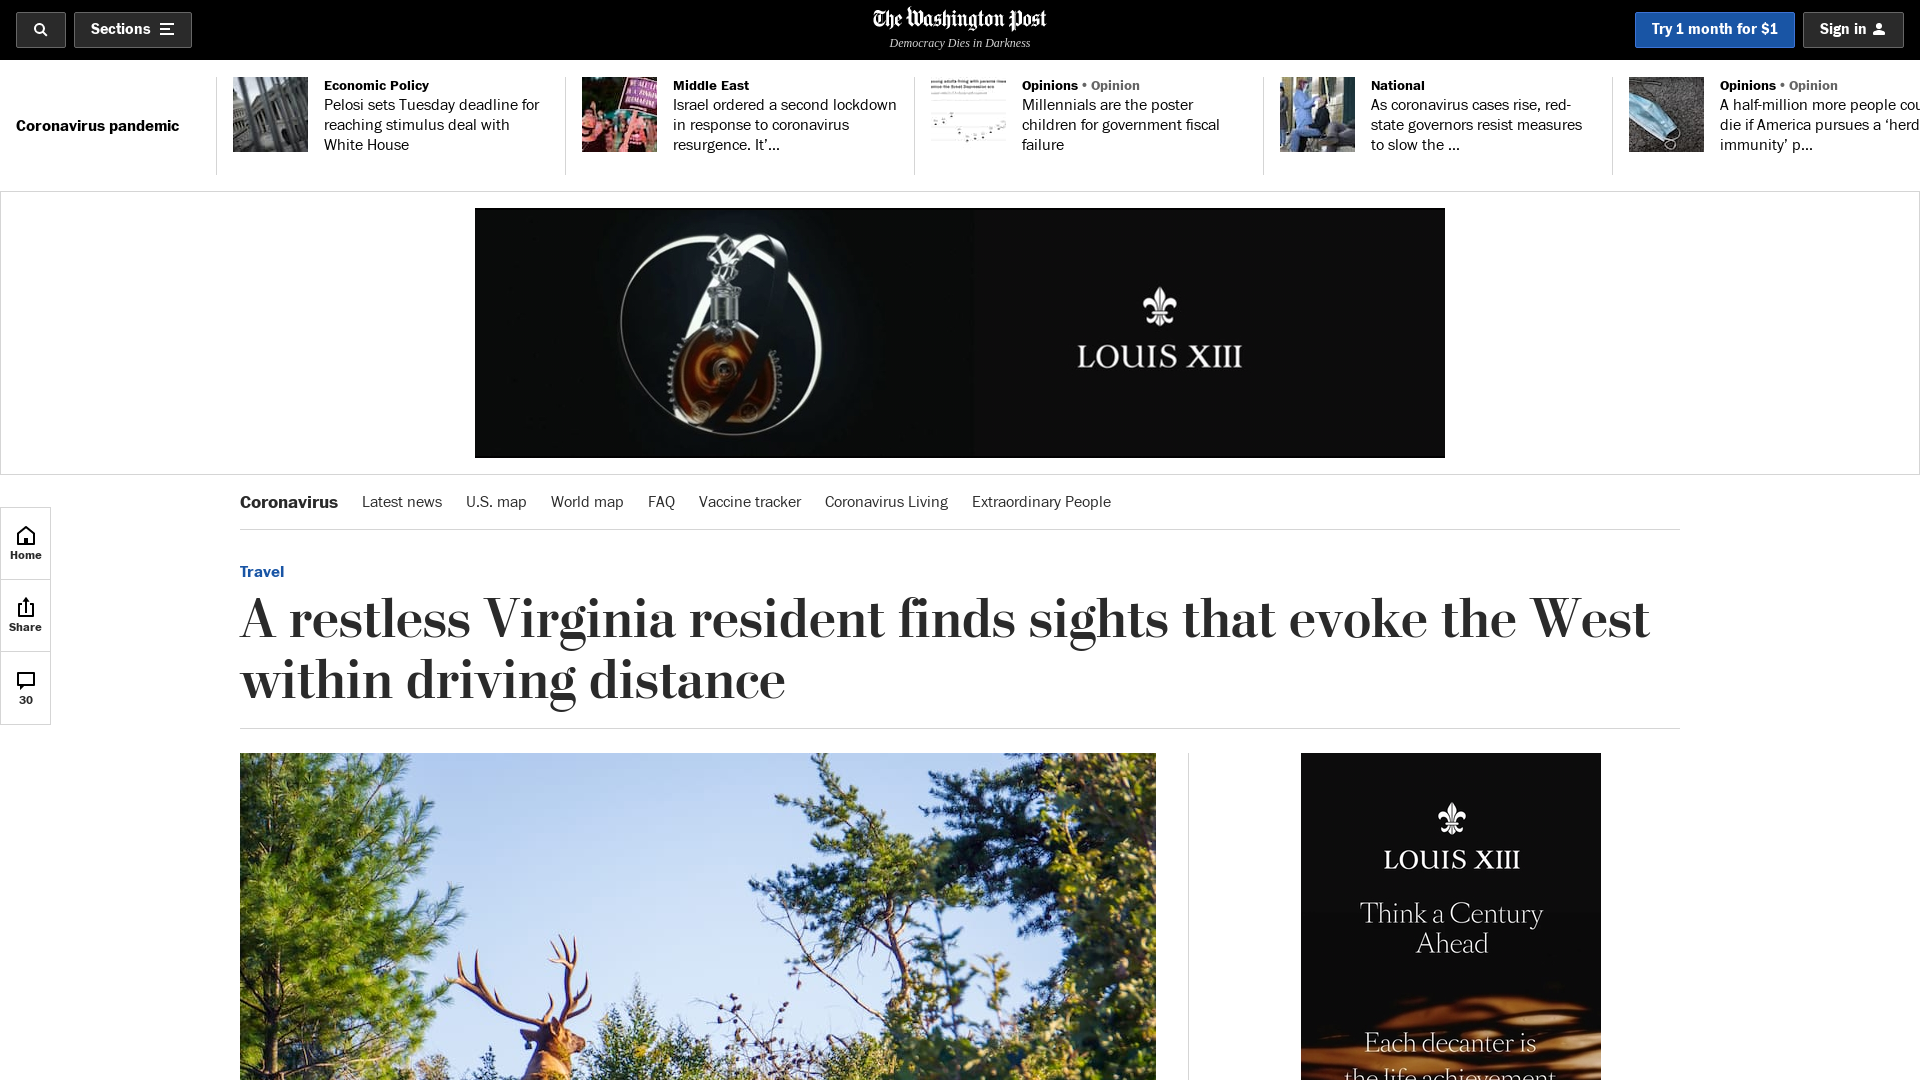 Sections
The Washington Post
Democracy Dies in Darkness
Try 1 month for $1
Sign in
Coronavirus pandemic
Economic Policy
Pelosi sets Tuesday deadline for
reaching stimulus deal with
White House
Middle East
Israel ordered a second lockdown
in response to coronavirus
resurgence. It’...
Opinions • Opinion
Millennials are the poster
children for government fiscal
failure
National
As coronavirus cases rise, red-
state governors resist measures
to slow the ...
Opinions • Opinion
A half-million more people cou
die if America pursues a ‘herd
immunity’ p...
LOUIS XIII
Coronavirus
Latest news
U.S. map
World map
FAQ
Vaccine tracker
Coronavirus Living
Extraordinary People
Home
Share
30
Travel
A restless Virginia resident finds sights that evoke the West
within driving distance
LOUIS XIII
Think a Century
Ahead
Each decanter is
the life achievement